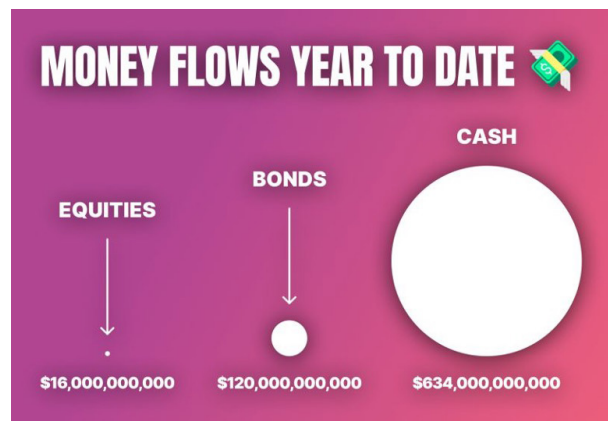 MONEY FLOWS YEAR TO DATE 💸
CASH
BONDS
EQUITIES
$16,000,000,000
$120,000,000,000
$634,000,000,000